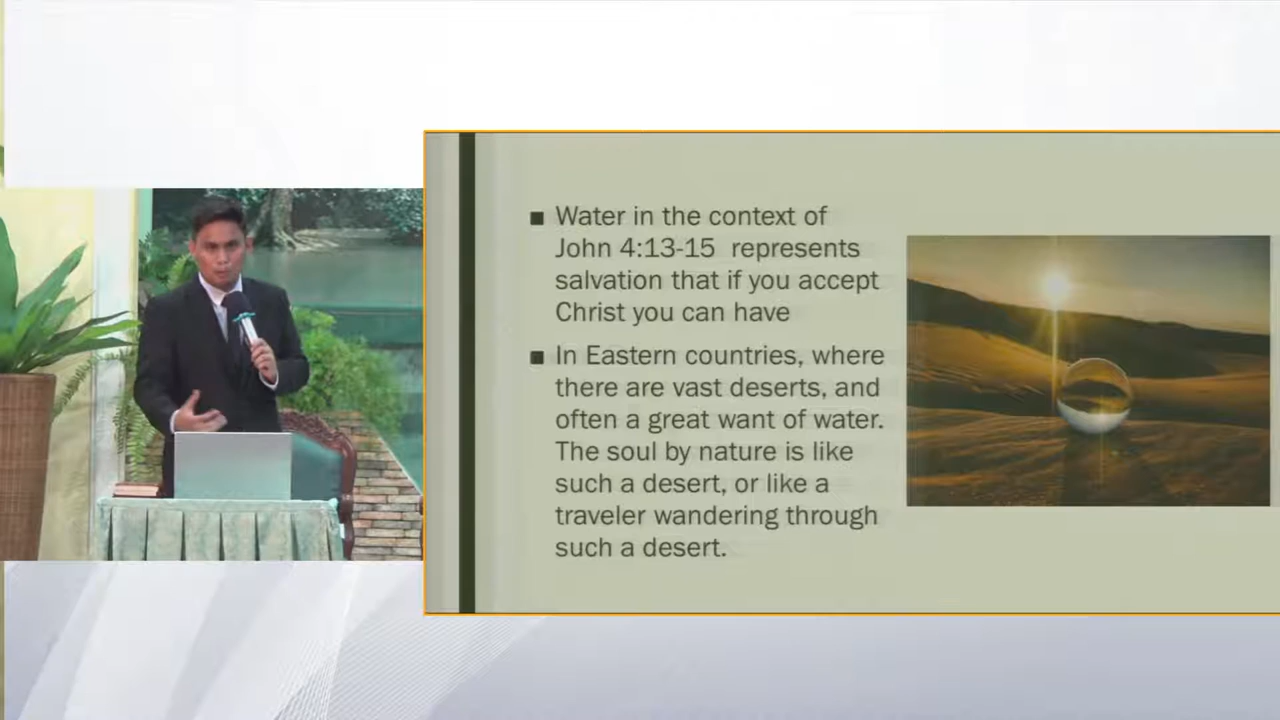 ■ Water in the context of
John 4:13-15 represents
salvation that if you accept
Christ you can have
■ In Eastern countries, where
there are vast deserts, and
often a great want of water.
The soul by nature is like
such a desert, or like a
traveler wandering through
such a desert.